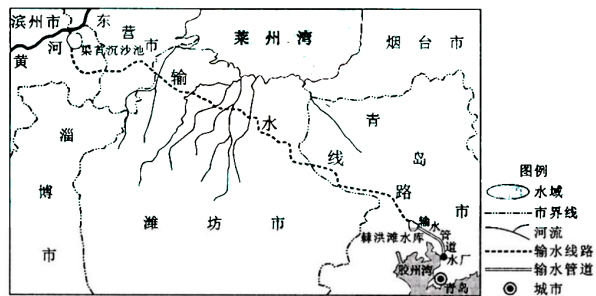 滨州市
东
营
市
莱州湾
烟台市
黄
河
梁官沉沙池
输
水
线
路
淄
博
市
潍坊市
青
岛
市
棘洪滩水库
输水管道
水厂
胶州湾
青岛
图例
水域
市界线
河流
输水线路
输水管道
城市